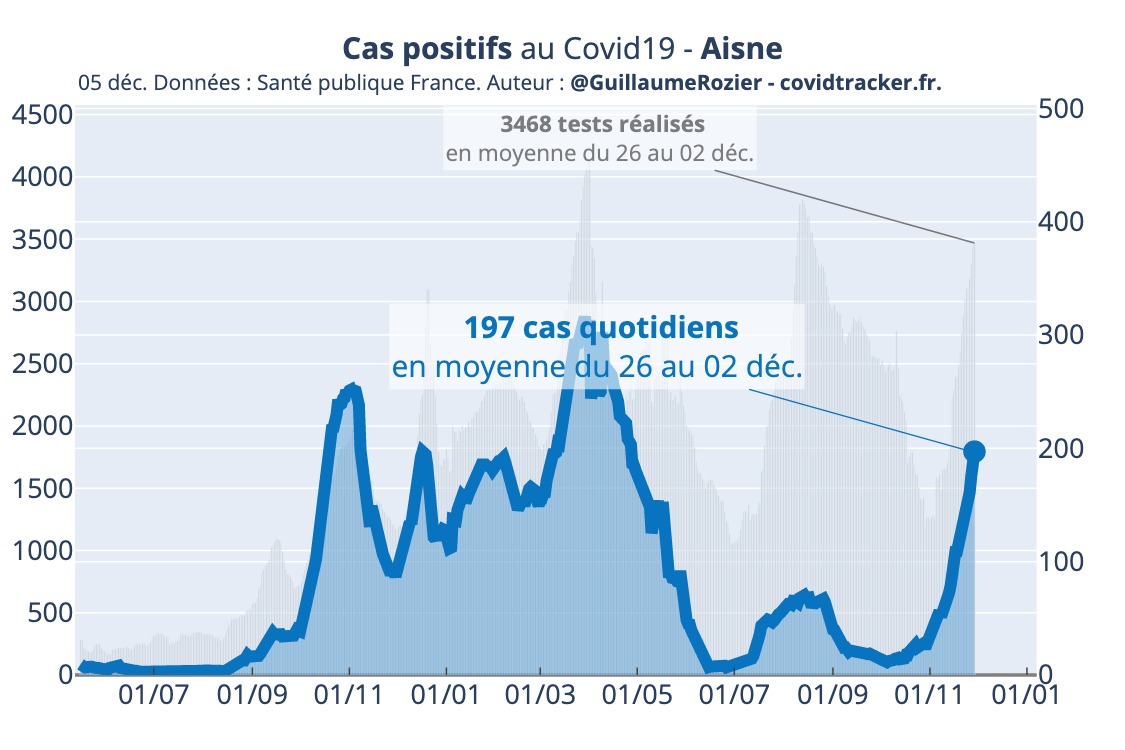 Cas positifs au Covid19 - Aisne
05 déc. Données : Santé publique France. Auteur : @GuillaumeRozier - covidtracker.fr.
4500
4000
3500
3000
2500
2000
1500
1000
500
0
500
400
300
200
100
0
3468 tests réalisés
en moyenne du 26 au 02 déc.
197 cas quotidiens
en moyenne du 26 au 02 déc.
01/07 01/09 01/11 01/01 01/03 01/05 01/07 01/09 01/11 01/01